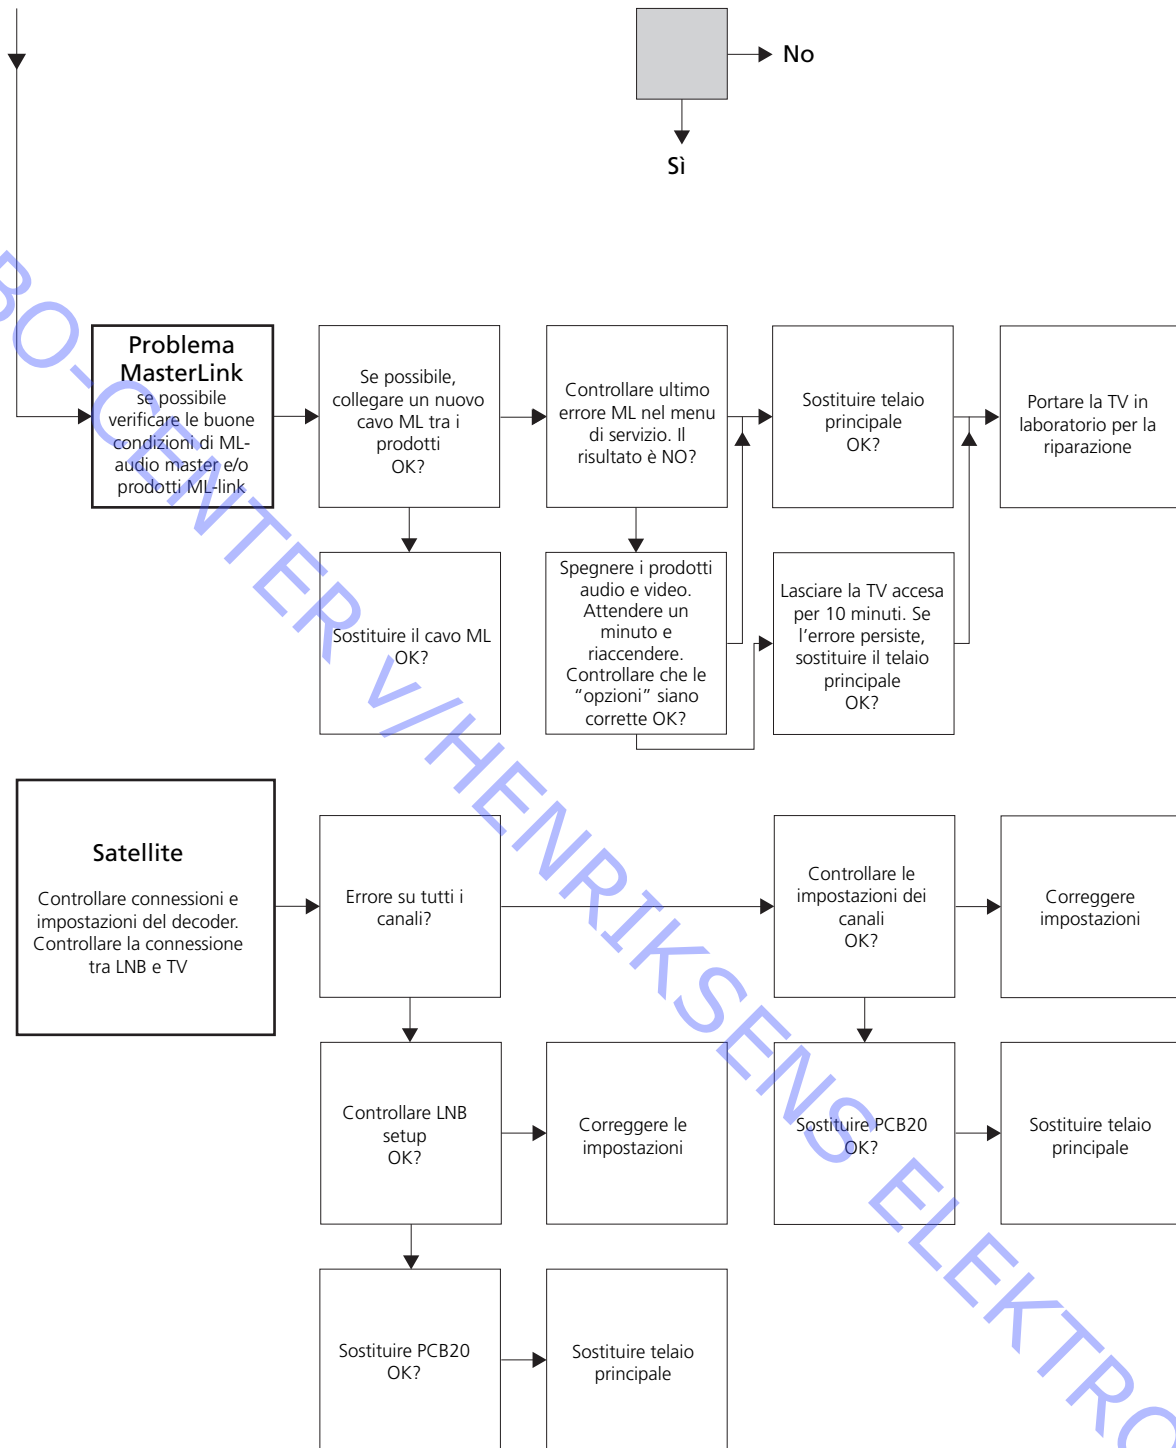 No
Sì
Problema
MasterLink
se possibile
verificare le buone
condizioni di ML-
audio master e/o
prodotti ML-link
Se possibile,
collegare un nuovo
cavo ML tra i
prodotti
OK?
Controllare ultimo
errore ML nel menu
di servizio. Il
risultato è NO?
Sostituire telaio
principale
OK?
Portare la TV in
laboratorio per la
riparazione
Sostituire il cavo ML
OK?
Spegnere i prodotti
audio e video.
Attendere un
minuto e
riaccendere.
Controllare che le
“opzioni” siano
corrette OK?
Lasciare la TV accesa
per 10 minuti. Se
l’errore persiste,
sostituire il telaio
principale
OK?
Satellite
Controllare connessioni e
impostazioni del decoder.
Controllare la connessione
tra LNB e TV
Errore su tutti i
canali?
Controllare le
impostazioni dei
canali
OK?
Correggere
impostazioni
Controllare LNB
setup
OK?
Correggere le
impostazioni
Sostituire PCB20
OK?
Sostituire telaio
principale
Sostituire PCB20
OK?
Sostituire telaio
principale
BO-CENTER v/HENRIKSENS ELEKTRO